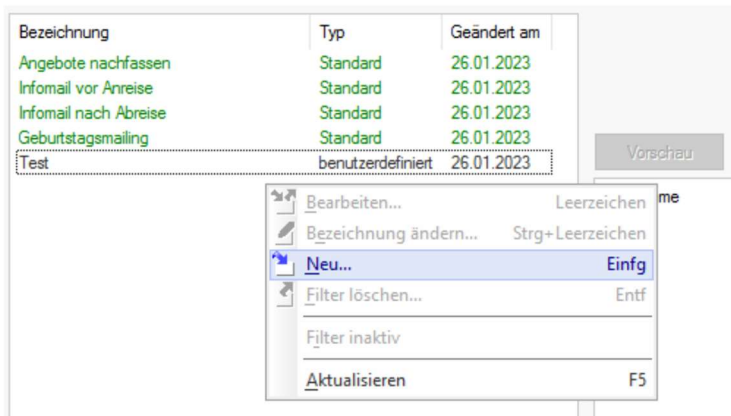 Bezeichnung Typ Geändert am
Angebote nachfassen Standard 26.01.2023
Infomail vor Anreise Standard 26.01.2023
Infomail nach Abreise Standard 26.01.2023
Geburtstagsmailing Standard 26.01.2023
Test benutzerdefiniert 26.01.2023
Vorschau
me
Bearbeiten... Leerzeichen
Bezeichnung ändern... Strg+Leerzeichen
Neu... Einfg
Filter löschen... Entf
Filter inaktiv
Aktualisieren F5